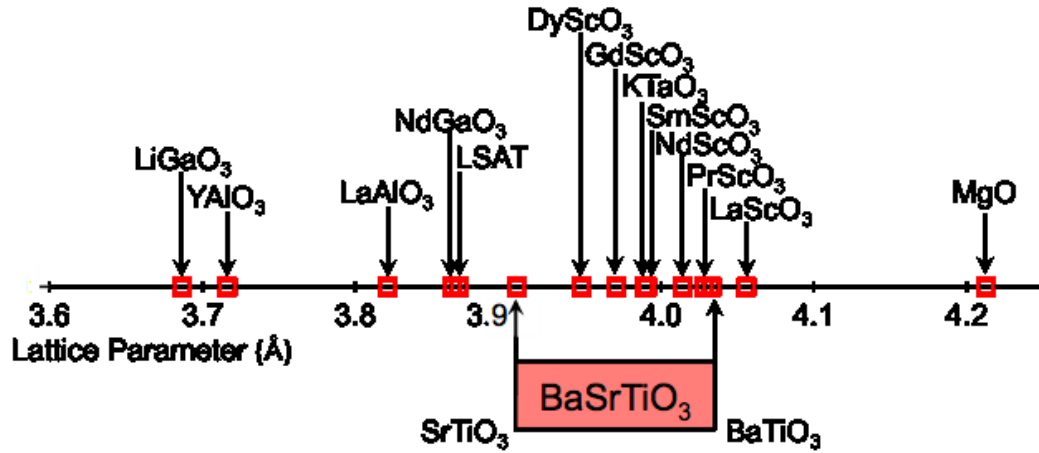 DyScO₃
GdScO₃
KTaO₃
SmScO₃
NdGaO₃
NdScO₃
LiGaO₃
LSAT
PrScO₃
YAlO₃
LaAlO₃
LaScO₃
MgO
3.6 3.7 3.8 3.9 4.0 4.1 4.2
Lattice Parameter (Å)
BaSrTiO₃
SrTiO₃
BaTiO₃